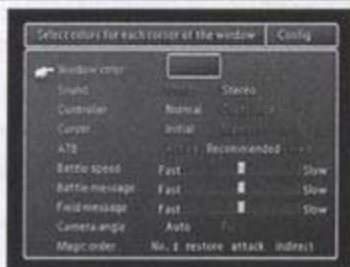 Select colors for each corner of the window Config
Window color
Sound Stereo
Controller Normal
Cursor Initial
ATB Recommended
Battle speed Fast Slow
Battle message Fast Slow
Field message Fast Slow
Camera angle Auto
Magic order No. 1 restore attack indirect